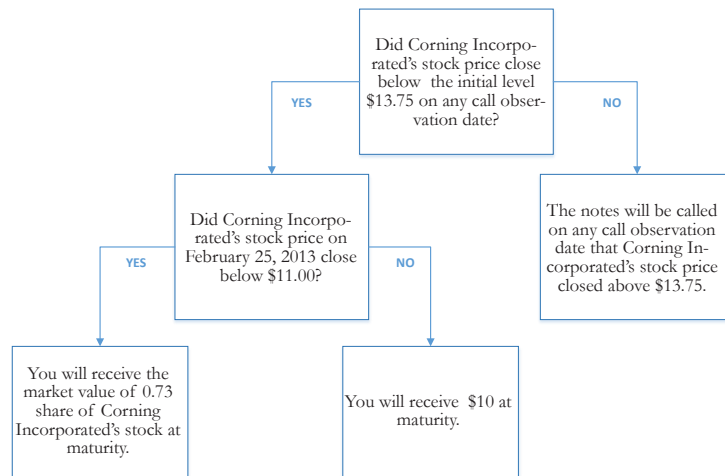 Did Corning Incorpo-
rated's stock price close
below the initial level
$13.75 on any call obser-
vation date?
YES
NO
Did Corning Incorpo-
rated's stock price on
February 25, 2013 close
below $11.00?
The notes will be called
on any call observation
date that Corning In-
corporated's stock price
closed above $13.75.
YES
NO
You will receive the
market value of 0.73
share of Corning
Incorporated's stock at
maturity.
You will receive $10 at
maturity.